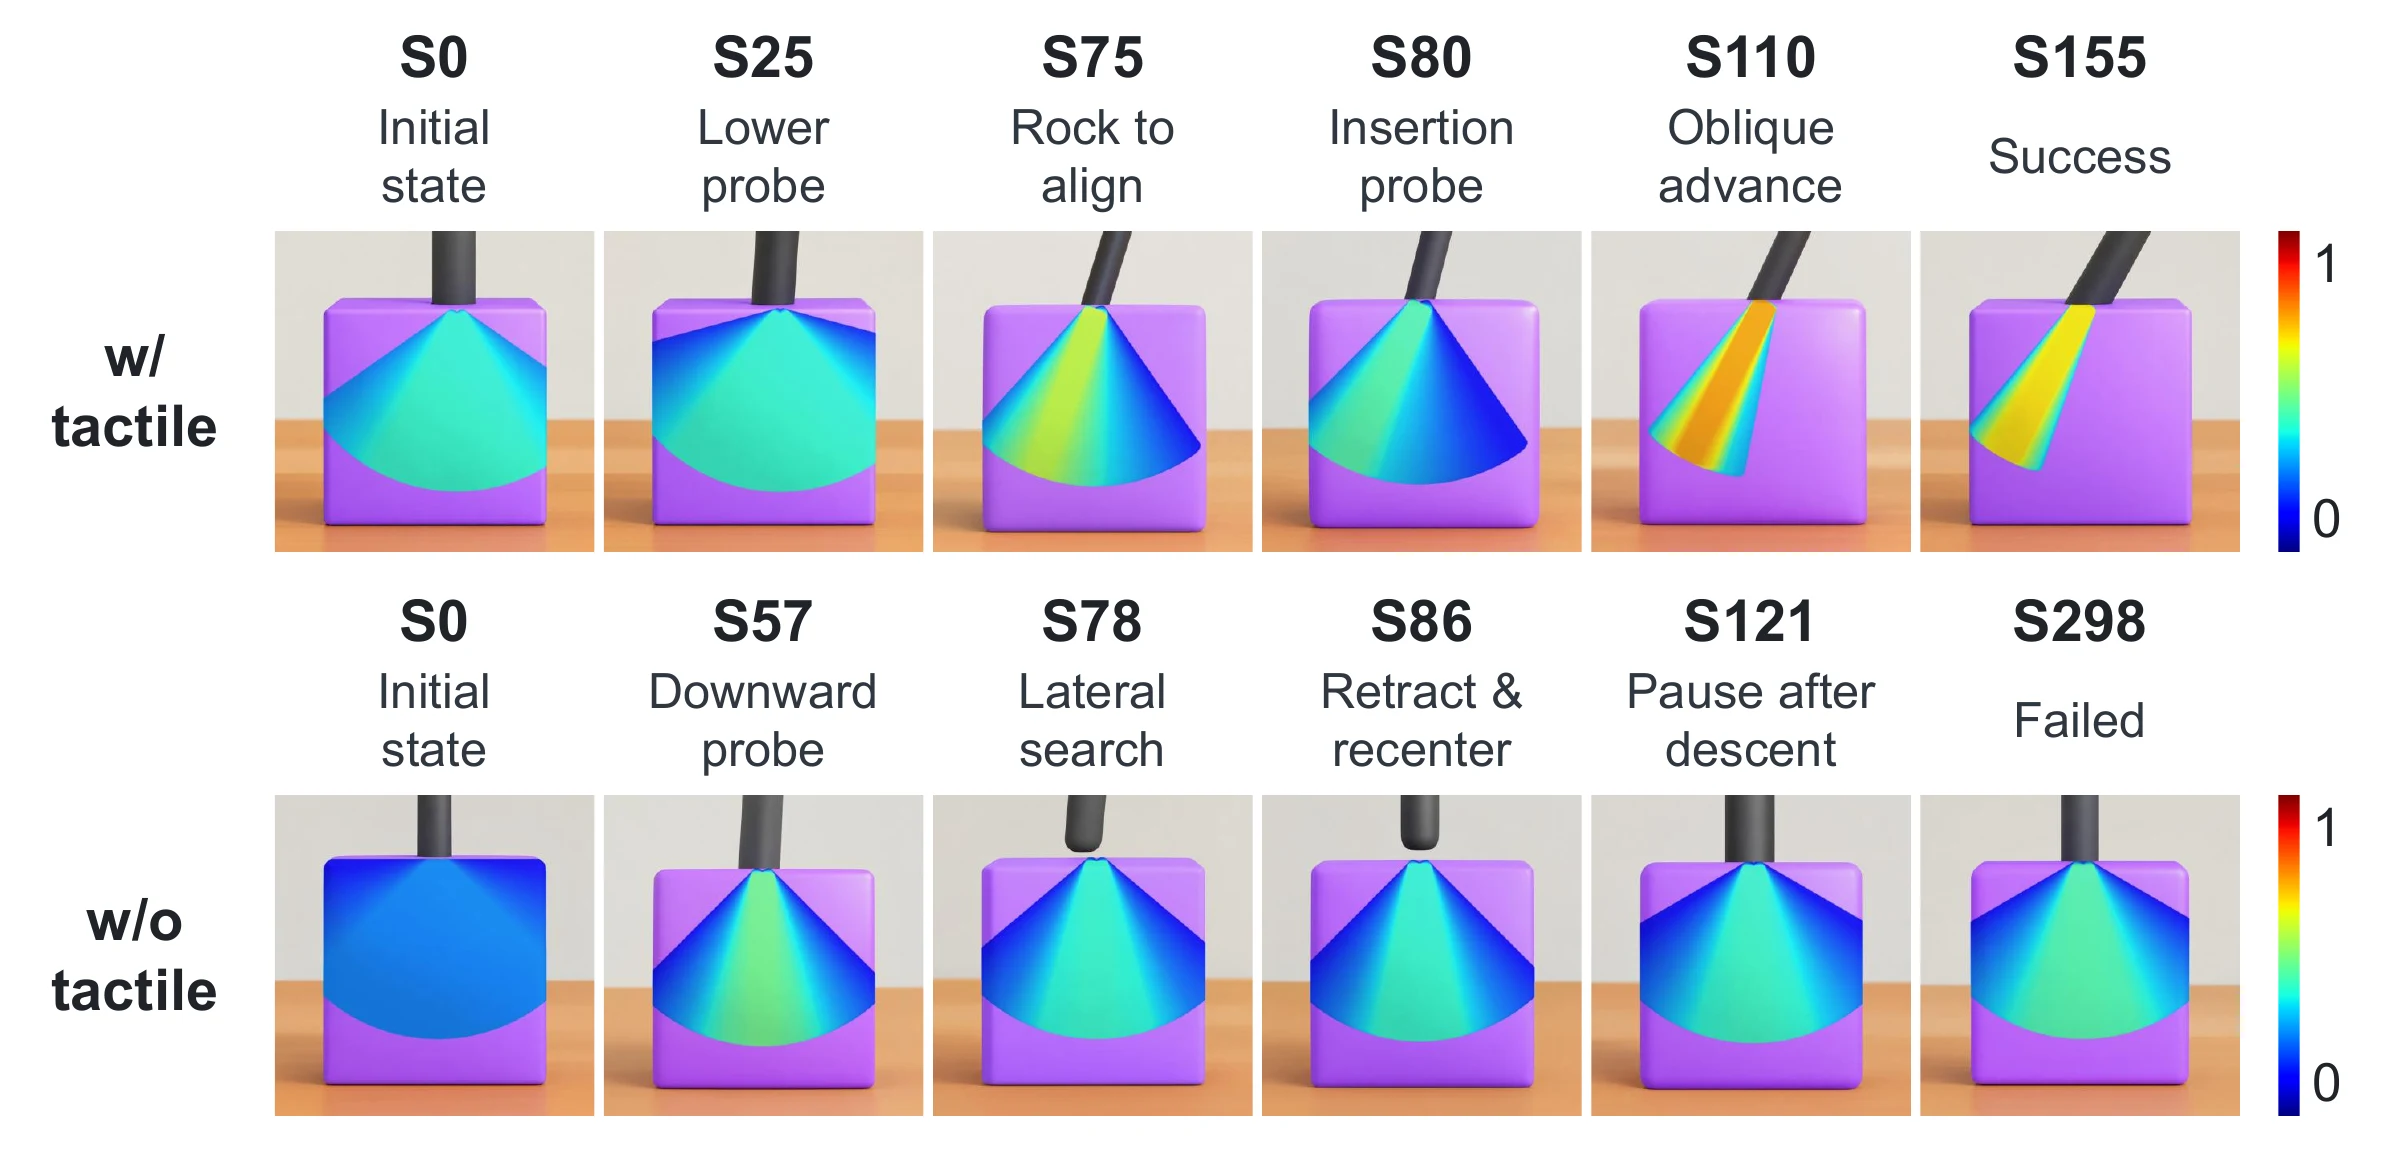 S0
S25
S75
S80
S110
S155
Initial
state
Lower
probe
Rock to
align
Insertion
probe
Oblique
advance
Success
w/
tactile
1
0
S0
S57
S78
S86
S121
S298
Initial
state
Downward
probe
Lateral
search
Retract &
recenter
Pause after
descent
Failed
w/o
tactile
1
0